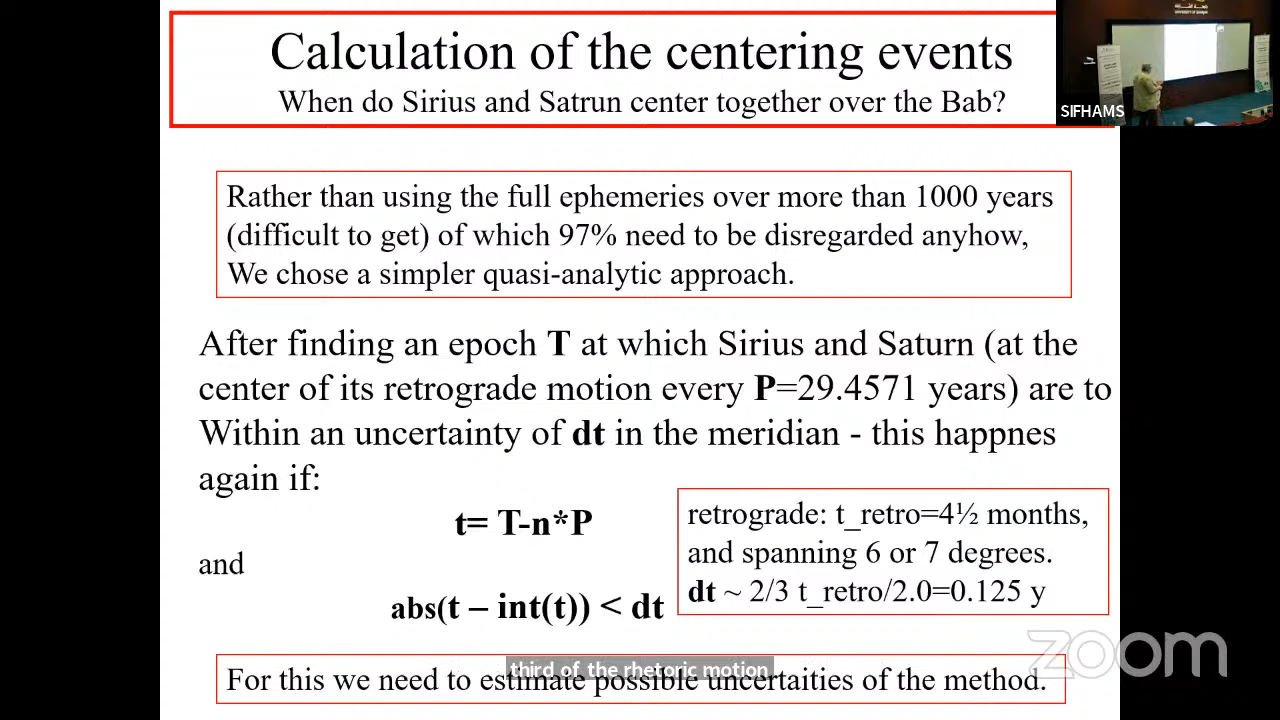 Calculation of the centering events
When do Sirius and Satrun center together over the Bab?
SIFHAMS
Rather than using the full ephemeries over more than 1000 years
(difficult to get) of which 97% need to be disregarded anyhow,
We chose a simpler quasi-analytic approach.
After finding an epoch T at which Sirius and Saturn (at the
center of its retrograde motion every P=29.4571 years) are to
Within an uncertainty of dt in the meridian - this happnes
again if:
t= T-n*P
and
abs(t – int(t)) < dt
retrograde: t_retro=4½ months,
and spanning 6 or 7 degrees.
dt ~ 2/3 t_retro/2.0=0.125 y
zoom
third of the rhetoric motion
For this we need to estimate possible uncertaities of the method.